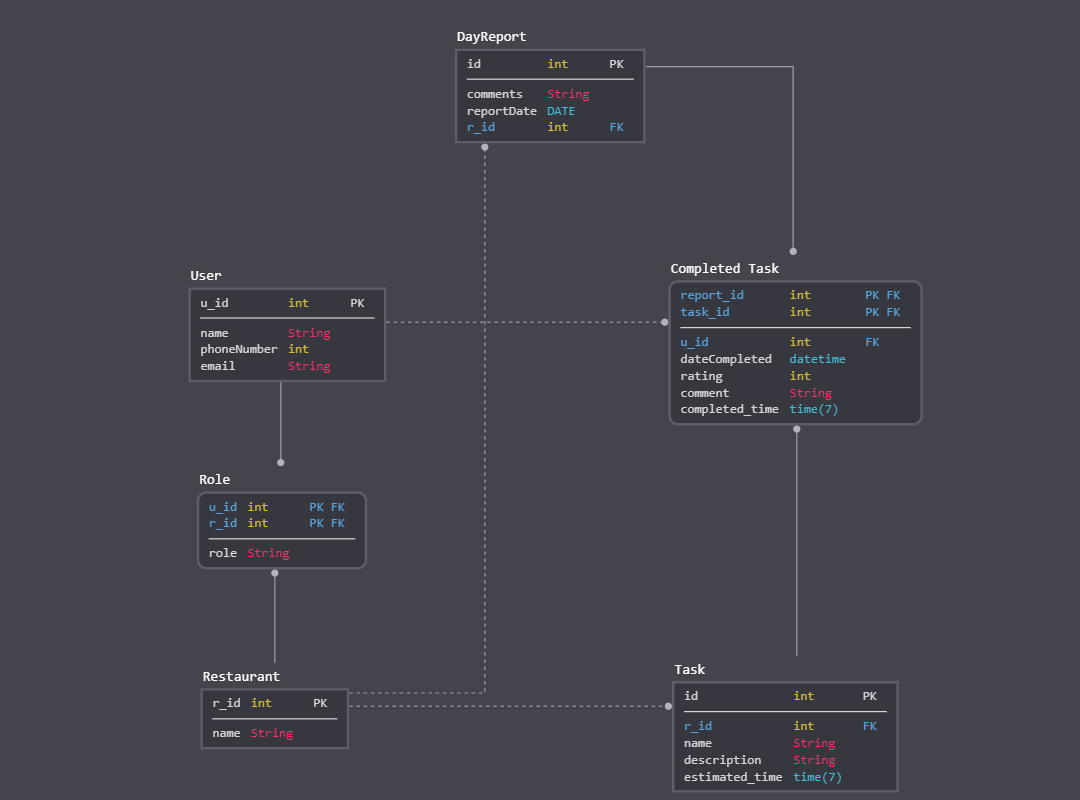 DayReport
id int PK
comments String
reportDate DATE
r_id int FK
User
u_id int PK
name String
phoneNumber int
email String
Completed Task
report_id int PK FK
task_id int PK FK
u_id int FK
dateCompleted datetime
rating int
comment String
completed_time time(7)
Role
u_id int PK FK
r_id int PK FK
role String
Restaurant
r_id int PK
name String
Task
id int PK
r_id int FK
name String
description String
estimated_time time(7)